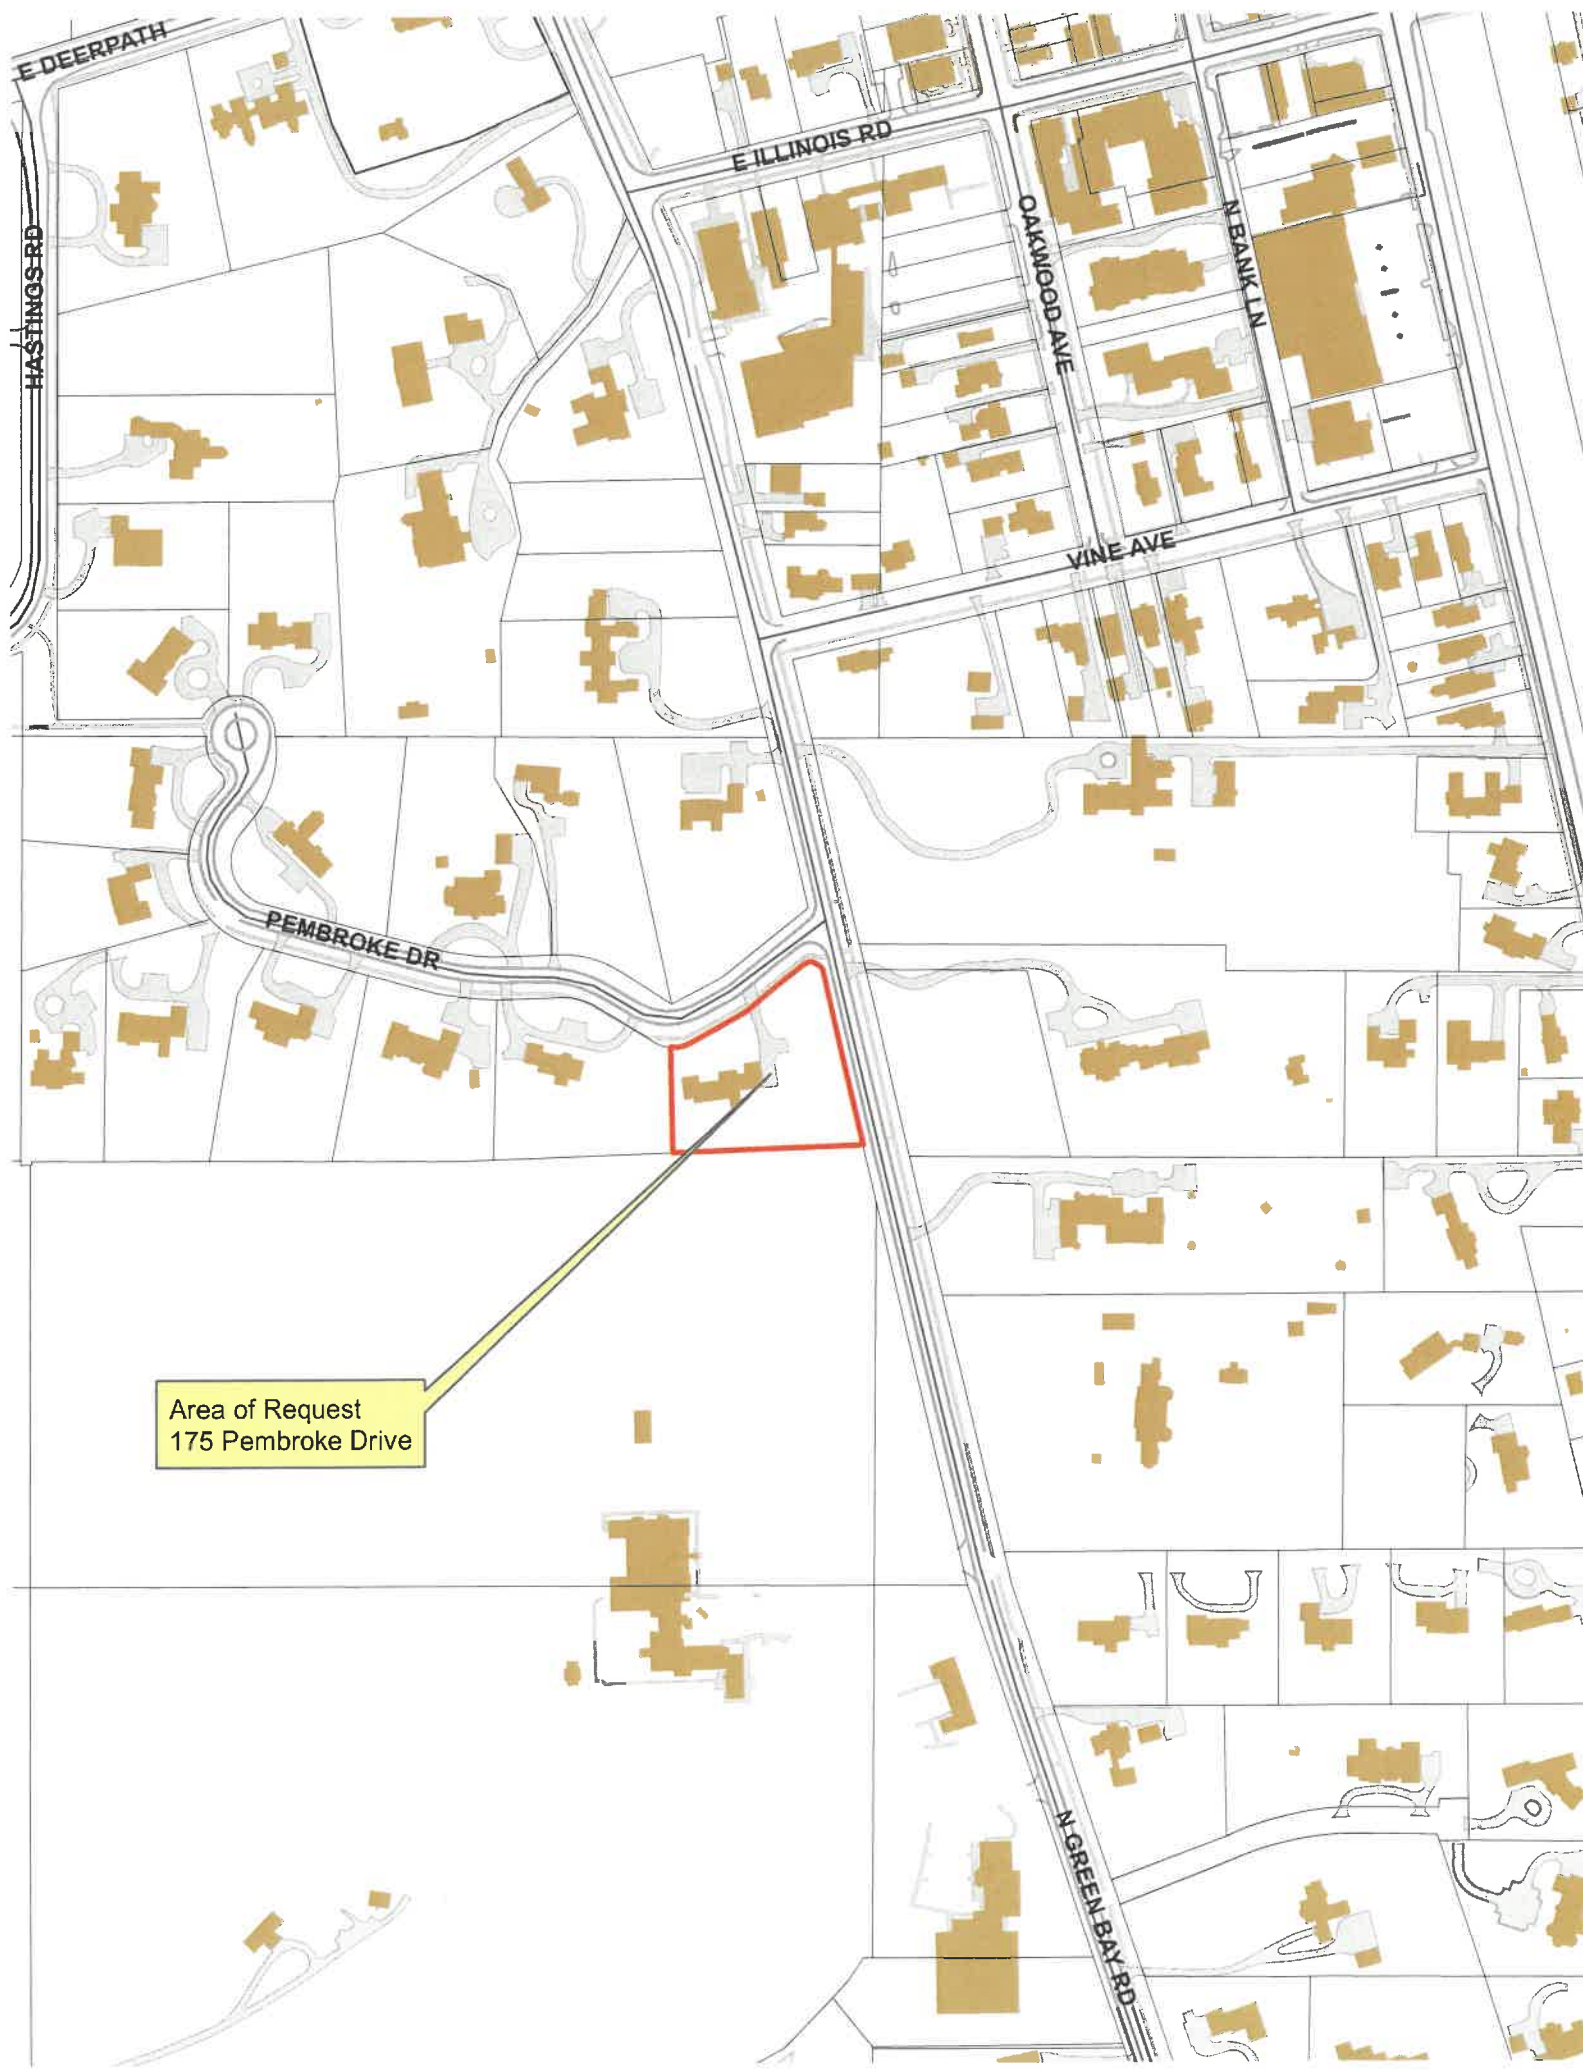 E DEERPATH
E ILLINOIS RD
HASTINGS RD
OAKWOOD AVE
N BANK LN
VINE AVE
PEMBROKE DR
Area of Request
175 Pembroke Drive
N GREEN BAY RD